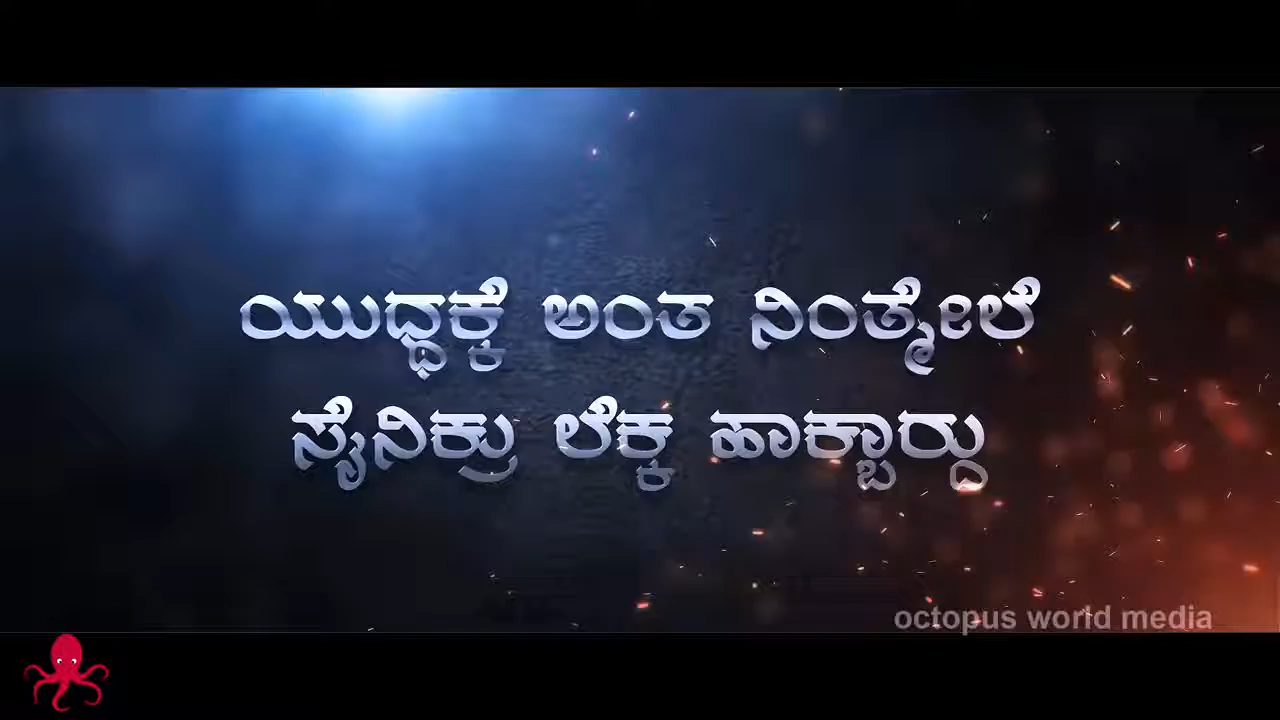 ಯುದ್ಧಕ್ಕೆ ಅಂತ ನಿಂತ್ಮೇಲೆ
ಸೈನಿಕ್ರು ಲೆಕ್ಕ ಹಾಕ್ಬಾರ್ದು
octopus world media